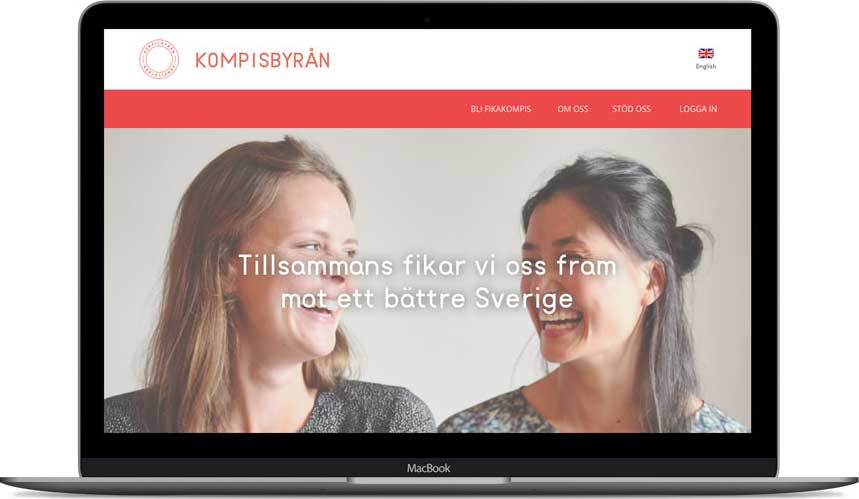 KOMPISBYRÅN
English
BLI FIKAKOMPIS OM OSS STÖD OSS LOGGA IN
Tillsammans fikar vi oss fram
mot ett bättre Sverige
MacBook